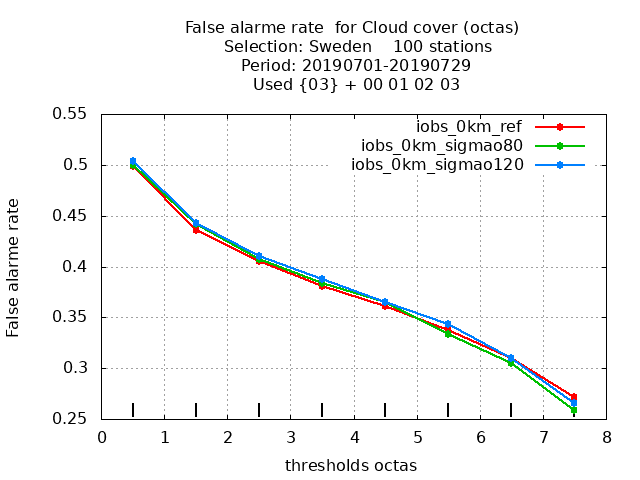 False alarme rate  for Cloud cover (octas)
Selection: Sweden    100 stations
Period: 20190701-20190729
Used {03} + 00 01 02 03
iobs_0km_ref
iobs_0km_sigmao80
iobs_0km_sigmao120
False alarme rate
0.55
0.5
0.45
0.4
0.35
0.3
0.25
0 1 2 3 4 5 6 7 8
thresholds octas